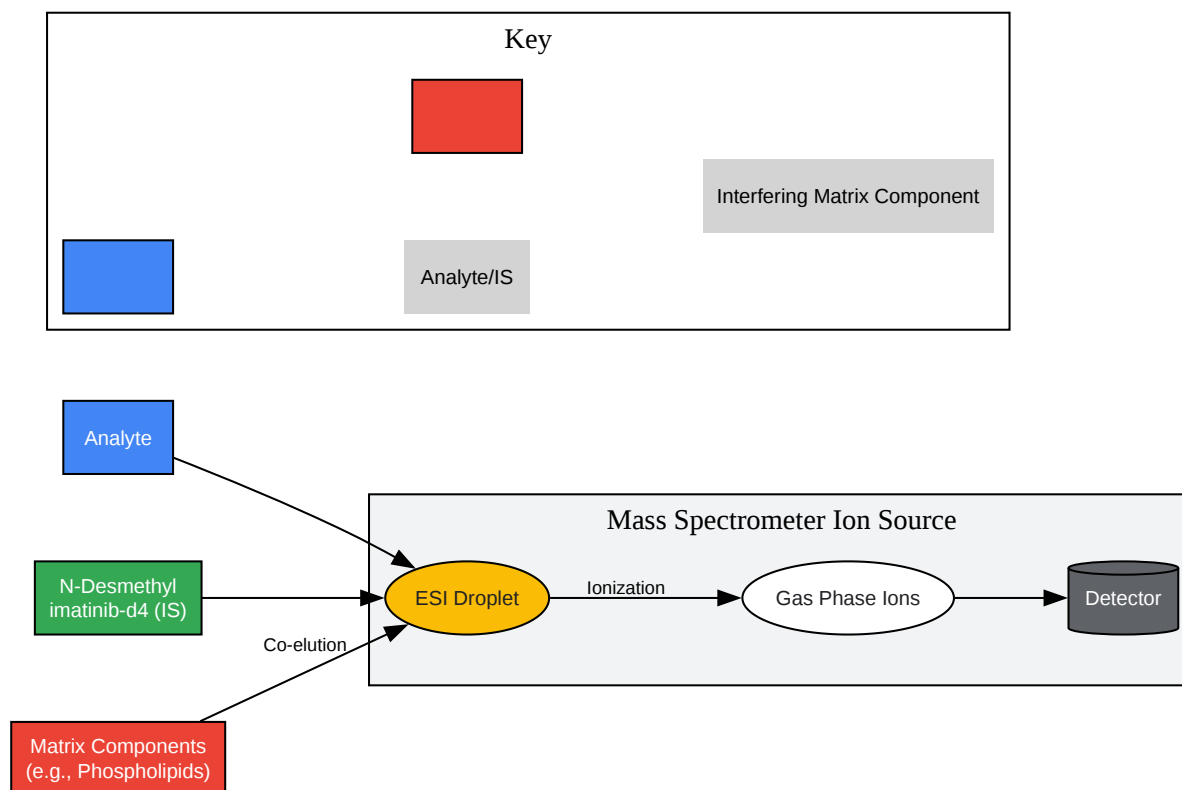 Key
Interfering Matrix Component
Analyte/IS
Analyte
Mass Spectrometer Ion Source
N-Desmethyl
imatinib-d4 (IS)
ESI Droplet
Ionization
Gas Phase Ions
Detector
Co-elution
Matrix Components
(e.g., Phospholipids)